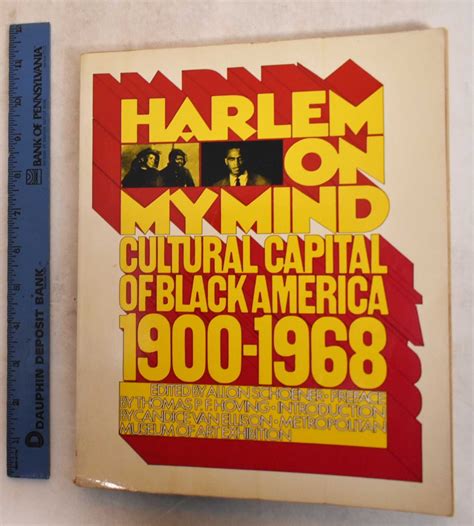 HARLEM
ON
MY MIND
CULTURAL CAPITAL
OF BLACK AMERICA
1900-1968
EDITED BY ALLON SCHOENER · PREFACE
BY THOMAS P. F. HOVING · INTRODUCTION
BY CANDICE VAN ELLISON · METROPOLITAN
MUSEUM OF ART EXHIBITION
BANK OF PENNSYLVANIA
DAUPHIN DEPOSIT BANK